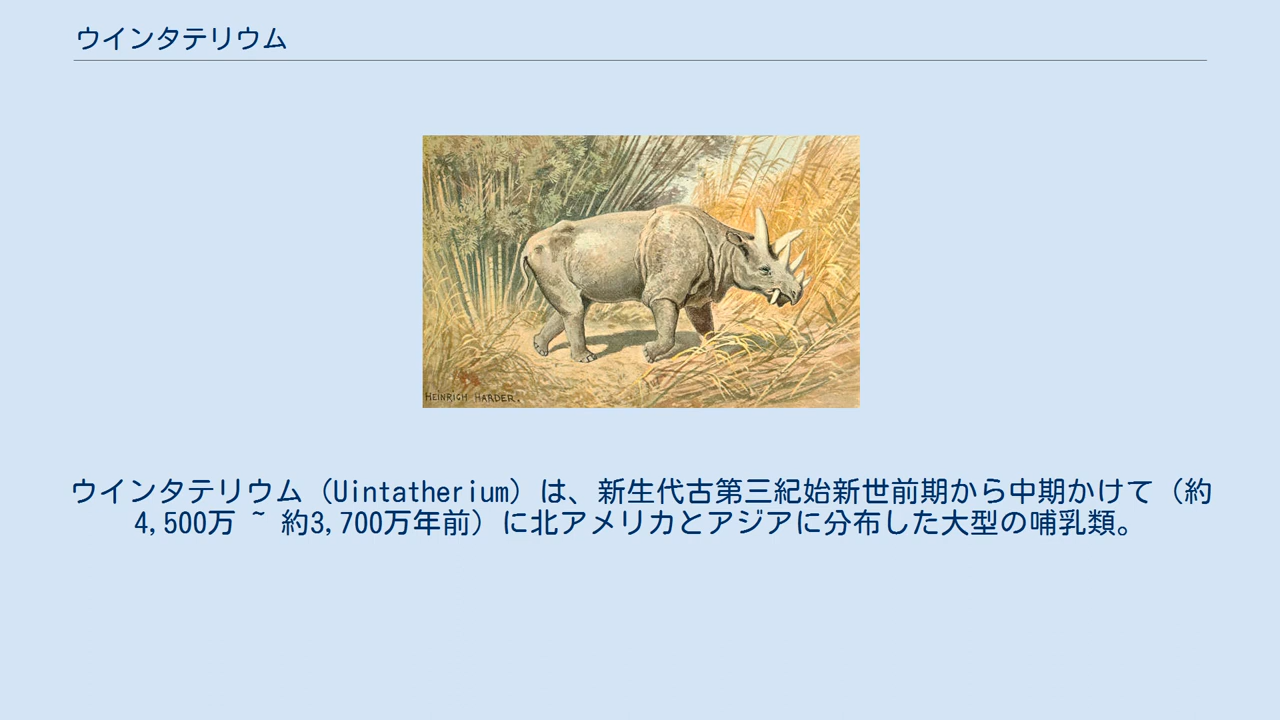 ウインタテリウム
HEINRICH HARDER.
ウインタテリウム（Uintatherium）は、新生代古第三紀始新世前期から中期かけて（約
4,500万 ~ 約3,700万年前）に北アメリカとアジアに分布した大型の哺乳類。